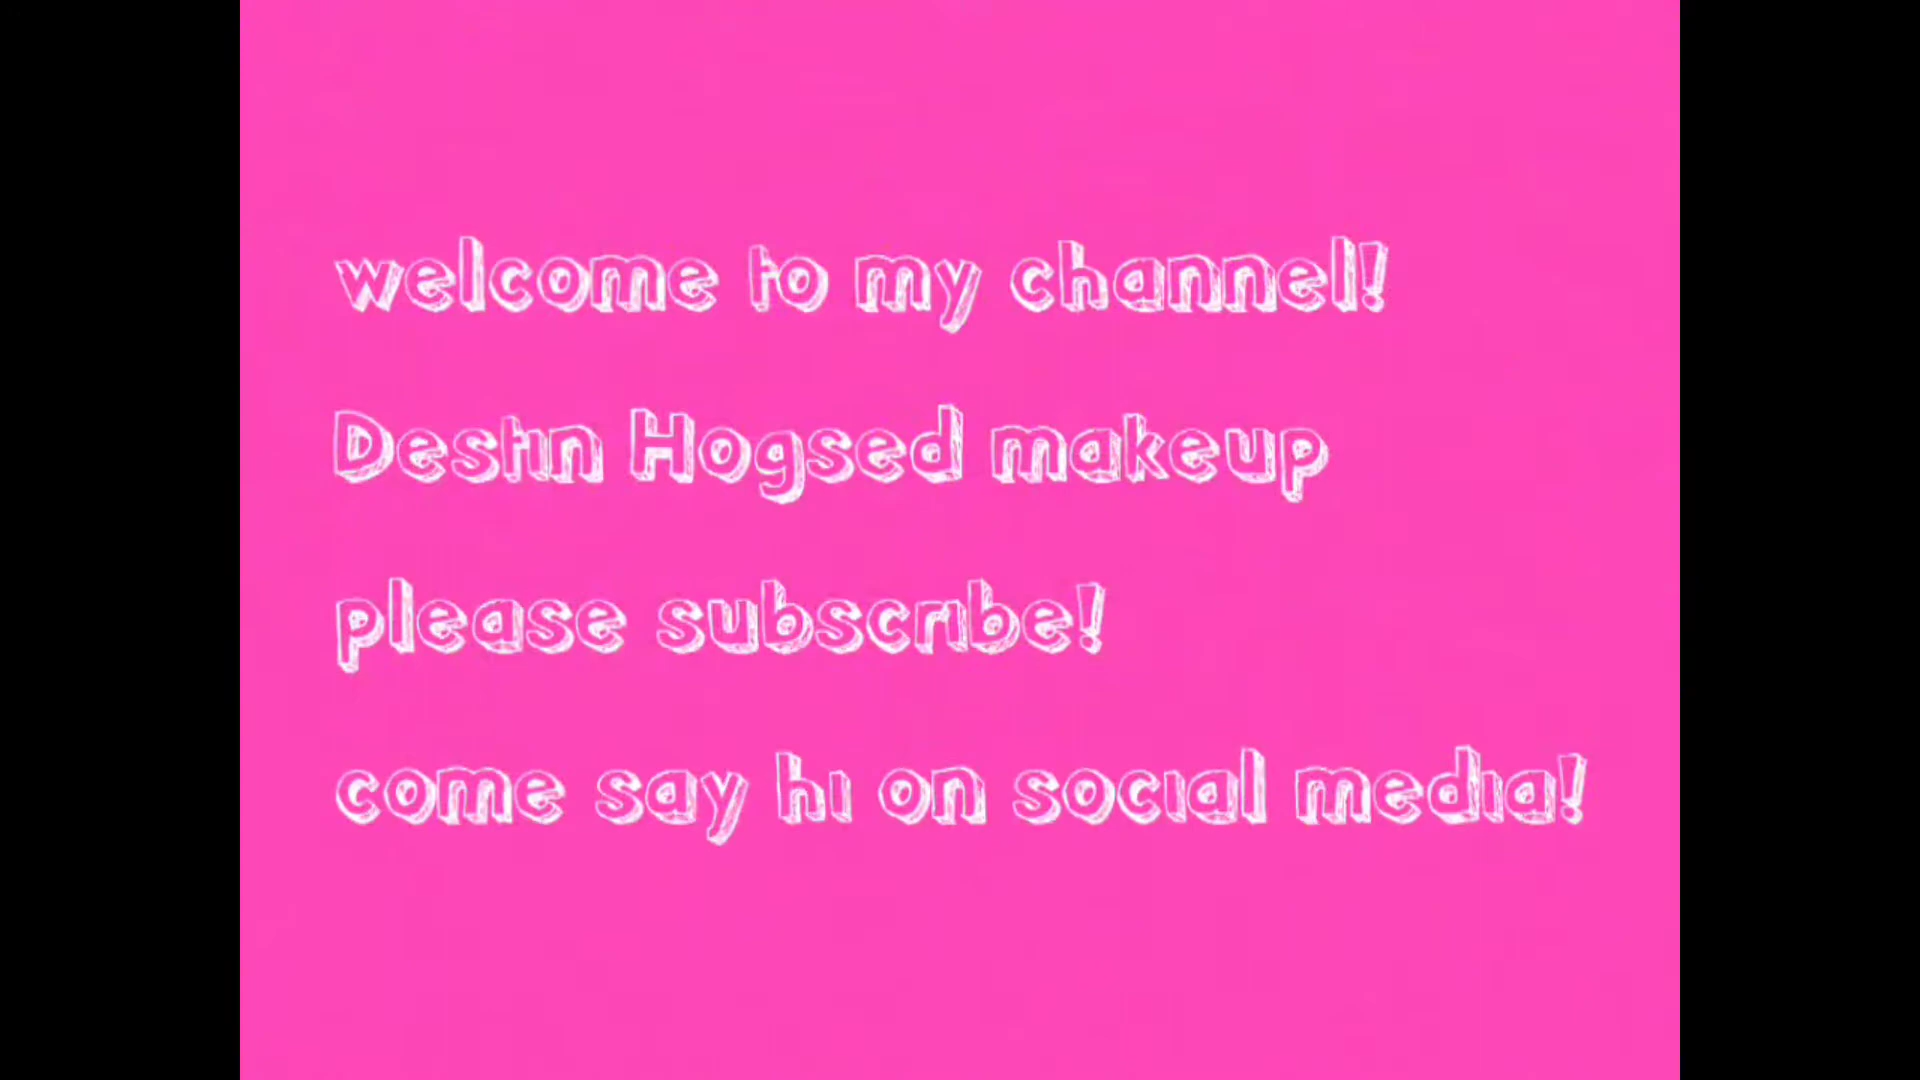 welcome to my channel!
Destin Hogsed makeup
please subscribe!
come say hi on social media!